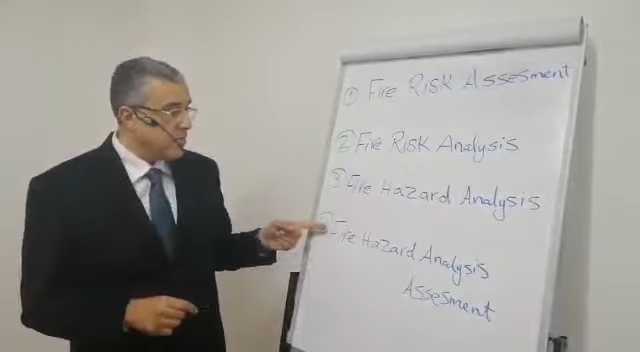 ① Fire Risk Assesment
② Fire Risk Analysis
③ Fire Hazard Analysis
Fire Hazard Analysis
Assesment